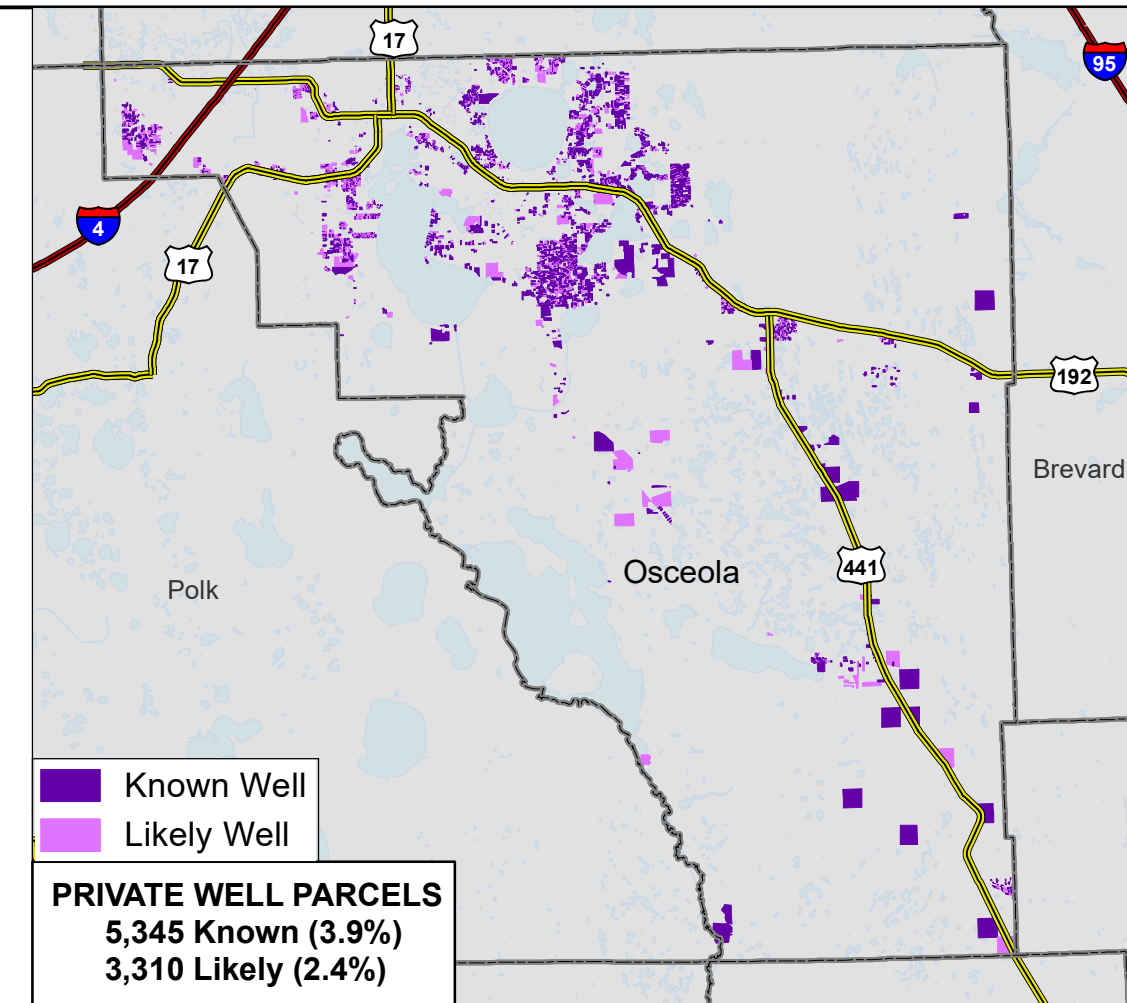 17
95
4
17
192
Brevard
441
Osceola
Polk
Known Well
Likely Well
PRIVATE WELL PARCELS
5,345 Known (3.9%)
3,310 Likely (2.4%)